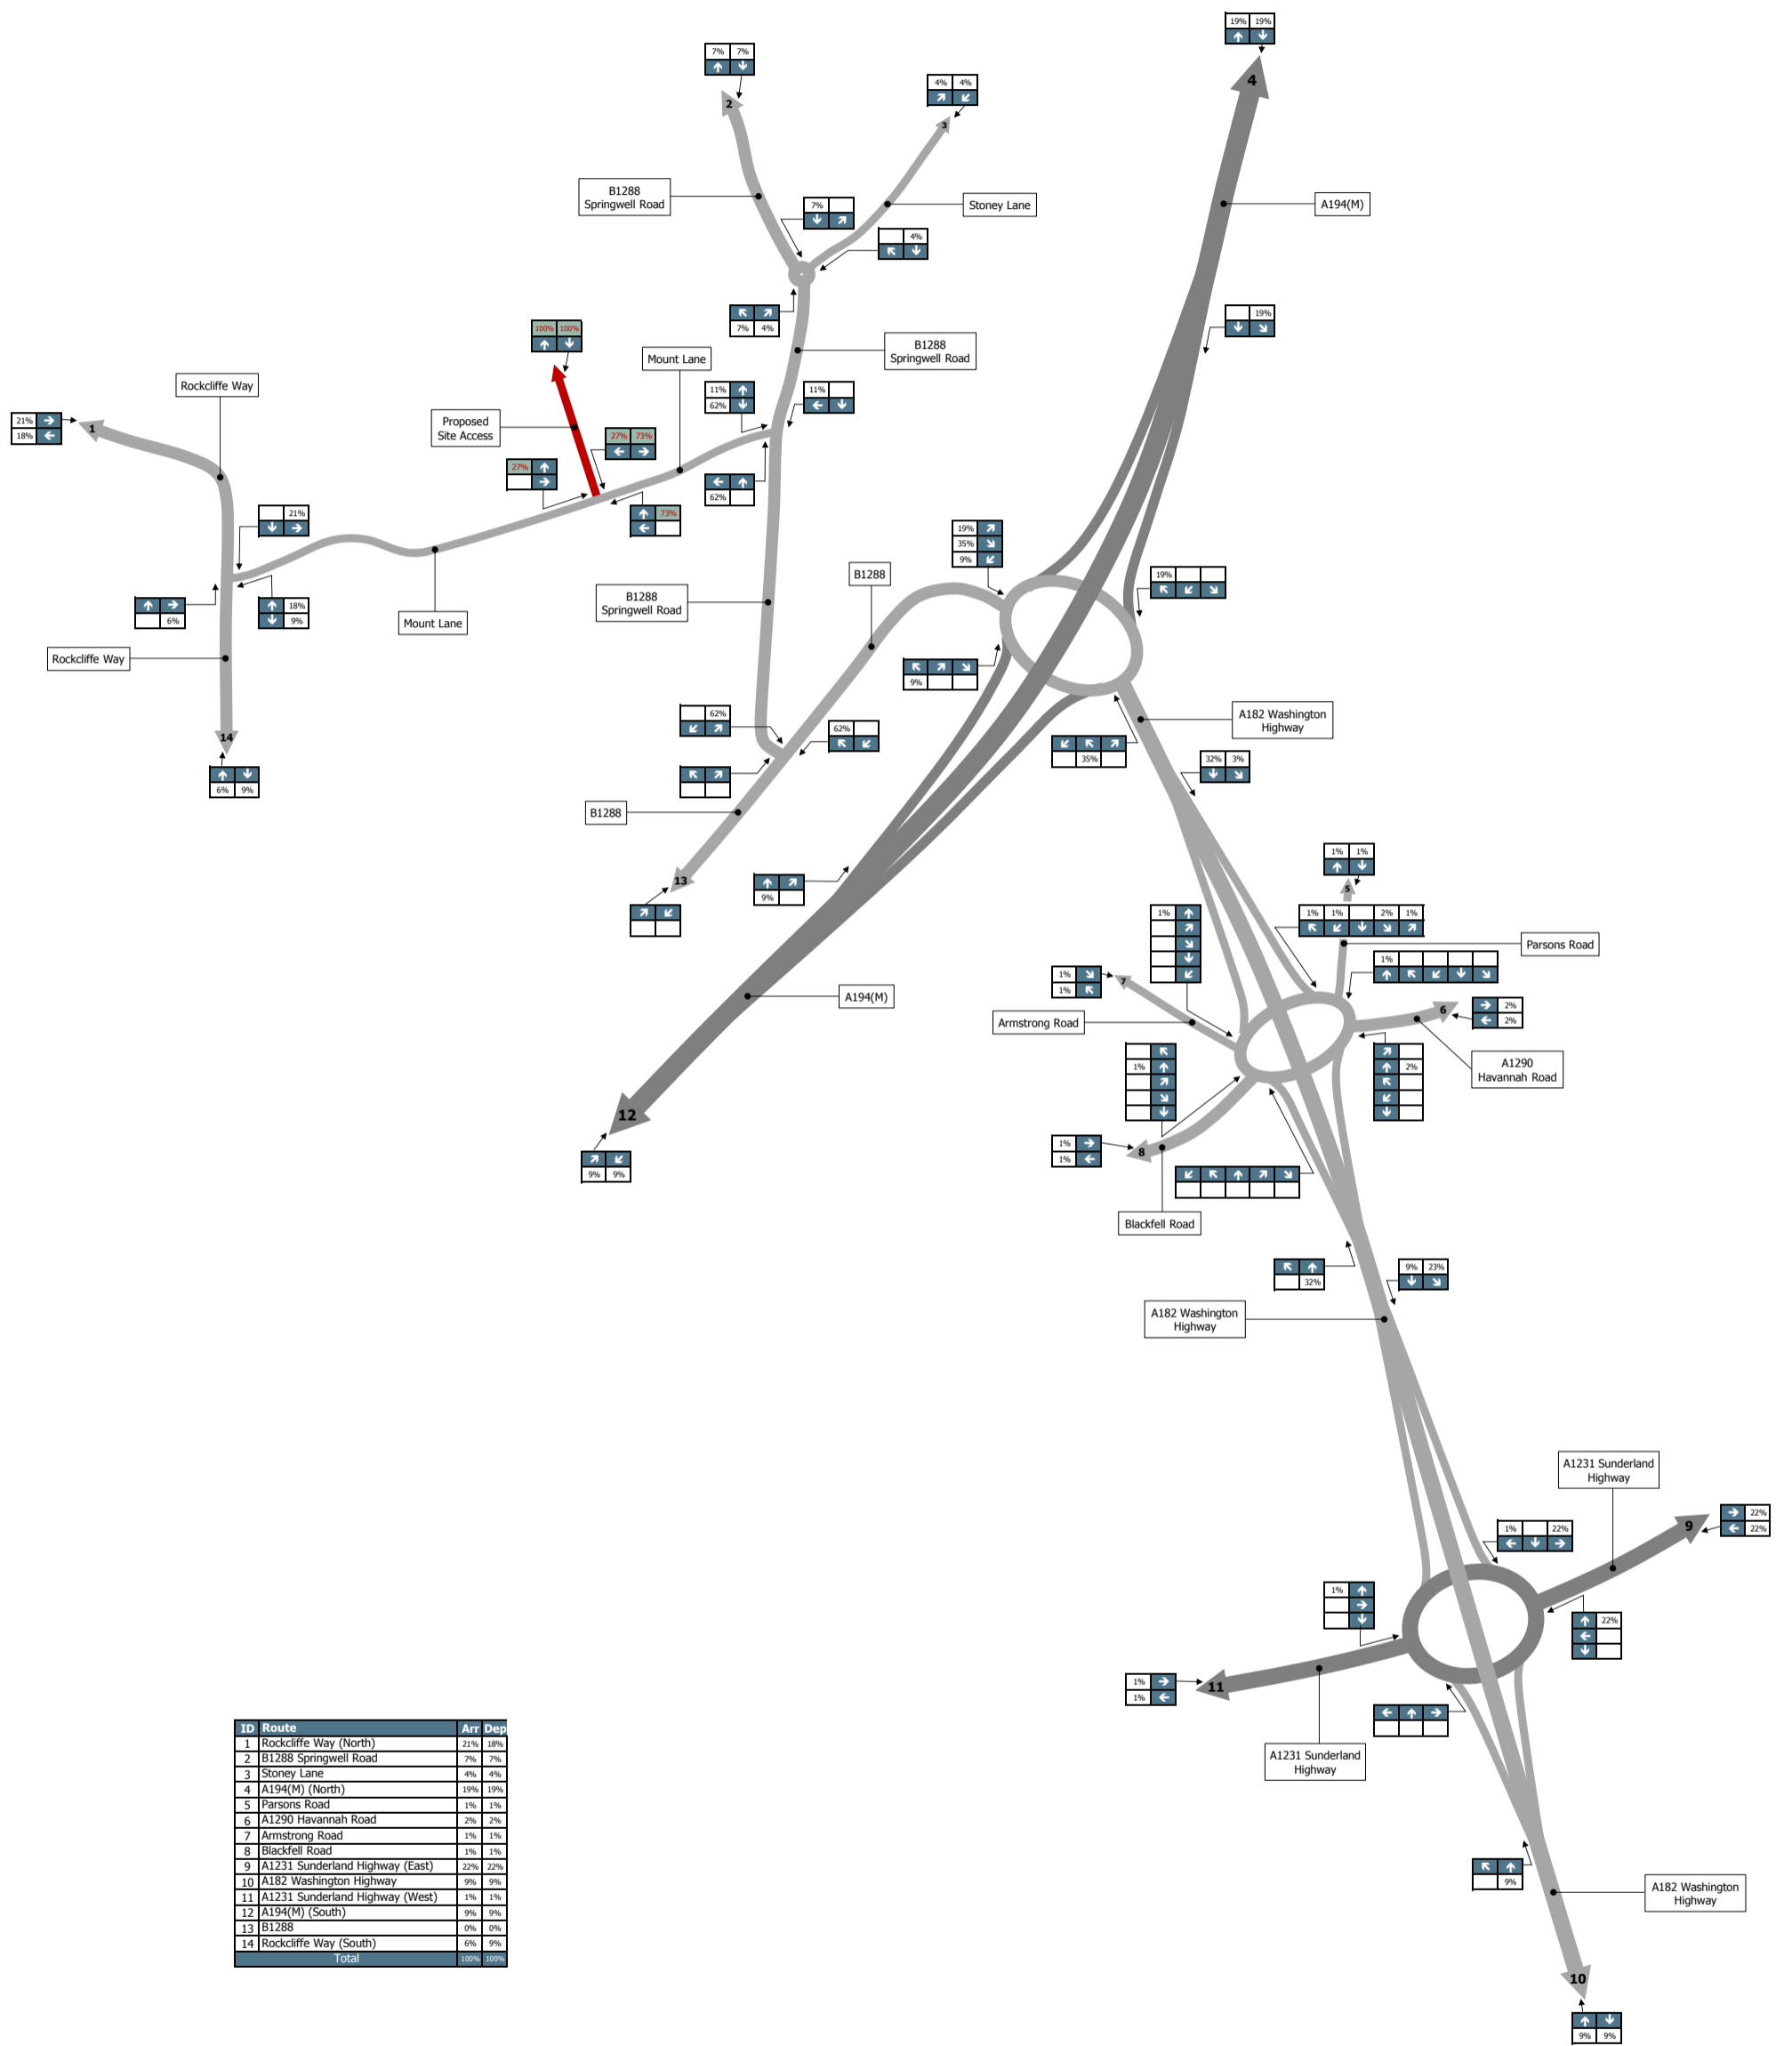 19% 19%
4
7% 7%
2
4% 4%
3
B1288
Springwell Road
Stoney Lane
A194(M)
7%
4%
7% 4%
19%
100% 100%
B1288
Springwell Road
Mount Lane
Rockcliffe Way
11%
62%
11%
21%
18%
1
Proposed
Site Access
27% 73%
27%
62%
73%
21%
19%
35%
9%
B1288
19%
B1288
Springwell Road
18%
9%
6%
Mount Lane
Rockcliffe Way
9%
62%
62%
A182 Washington
Highway
35%
32% 3%
14
6% 9%
B1288
13
9%
1% 1%
5
1%
1% 1% 2% 1%
Parsons Road
1%
1%
1%
7
A194(M)
Armstrong Road
6
2%
2%
1%
2%
A1290
Havannah Road
12
1%
1%
8
9% 9%
Blackfell Road
32%
9% 23%
A182 Washington
Highway
A1231 Sunderland
Highway
9
22%
22%
1% 22%
1%
22%
1%
1%
11
A1231 Sunderland
Highway
ID Route Arr Dep
1 Rockcliffe Way (North) 21% 18%
2 B1288 Springwell Road 7% 7%
3 Stoney Lane 4% 4%
4 A194(M) (North) 19% 19%
5 Parsons Road 1% 1%
6 A1290 Havannah Road 2% 2%
7 Armstrong Road 1% 1%
8 Blackfell Road 1% 1%
9 A1231 Sunderland Highway (East) 22% 22%
10 A182 Washington Highway 9% 9%
11 A1231 Sunderland Highway (West) 1% 1%
12 A194(M) (South) 9% 9%
13 B1288 0% 0%
14 Rockcliffe Way (South) 6% 9%
Total 100% 100%
9%
A182 Washington
Highway
10
9% 9%